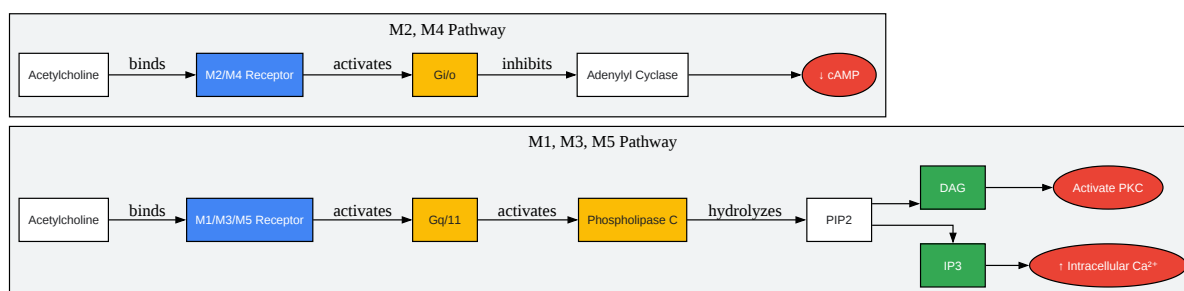 M2, M4 Pathway
Acetylcholine
binds
M2/M4 Receptor
activates
Gi/o
inhibits
Adenylyl Cyclase
↓ cAMP
M1, M3, M5 Pathway
Acetylcholine
binds
M1/M3/M5 Receptor
activates
Gq/11
activates
Phospholipase C
hydrolyzes
PIP2
DAG
Activate PKC
IP3
↑ Intracellular Ca²⁺